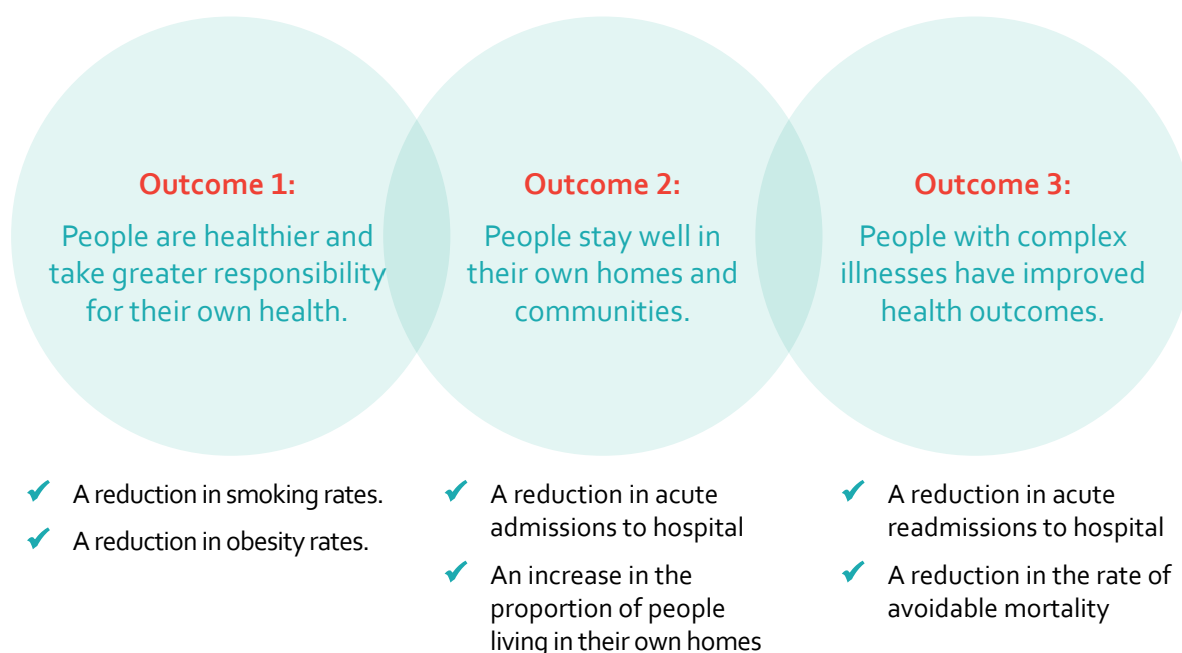 Outcome 1:
People are healthier and
take greater responsibility
for their own health.
Outcome 2:
People stay well in
their own homes and
communities.
Outcome 3:
People with complex
illnesses have improved
health outcomes.
A reduction in smoking rates.
A reduction in obesity rates.
A reduction in acute
admissions to hospital
An increase in the
proportion of people
living in their own homes
A reduction in acute
readmissions to hospital
A reduction in the rate of
avoidable mortality